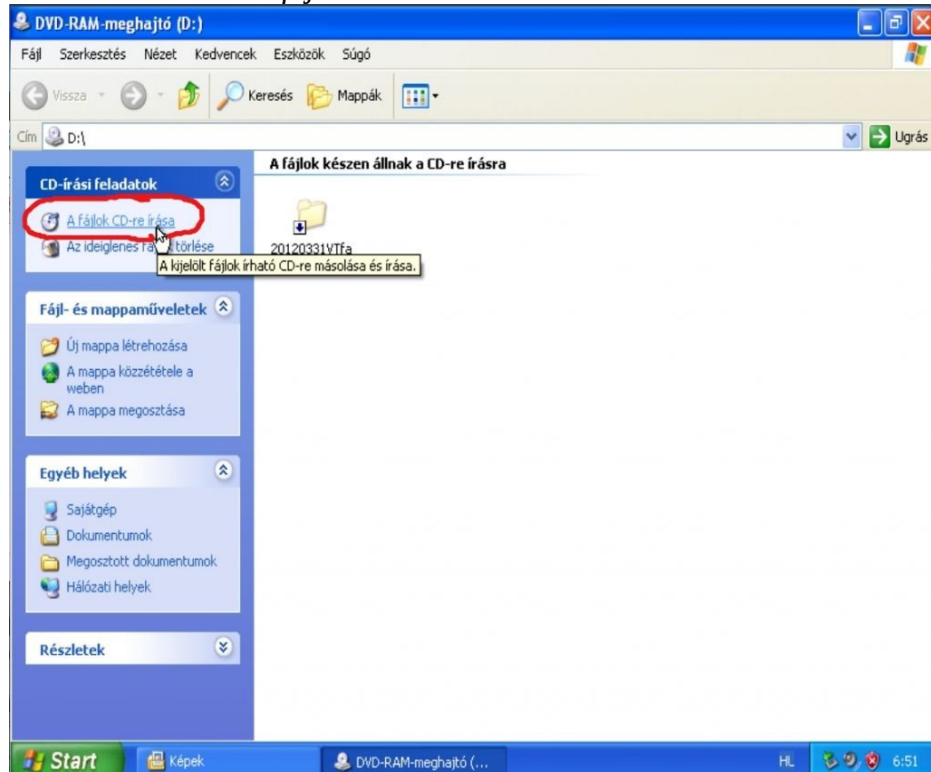 DVD-RAM-meghajtó (D:)
Fájl Szerkesztés Nézet Kedvencek Eszközök Súgó
Vissza Keresés Mappák
Cím D:\ Ugrás
CD-írási feladatok
A fájlok CD-re írása
Az ideiglenes törlése
A fájlok készen állnak a CD-re írásra
20120331VTfa
A kijelölt fájlok írható CD-re másolása és írása.
Fájl- és mappaműveletek
Új mappa létrehozása
A mappa közzététele a
weben
A mappa megosztása
Egyéb helyek
Sajátgép
Dokumentumok
Megosztott dokumentumok
Hálózati helyek
Részletek
Start Képek DVD-RAM-meghajtó (... HL 6:51